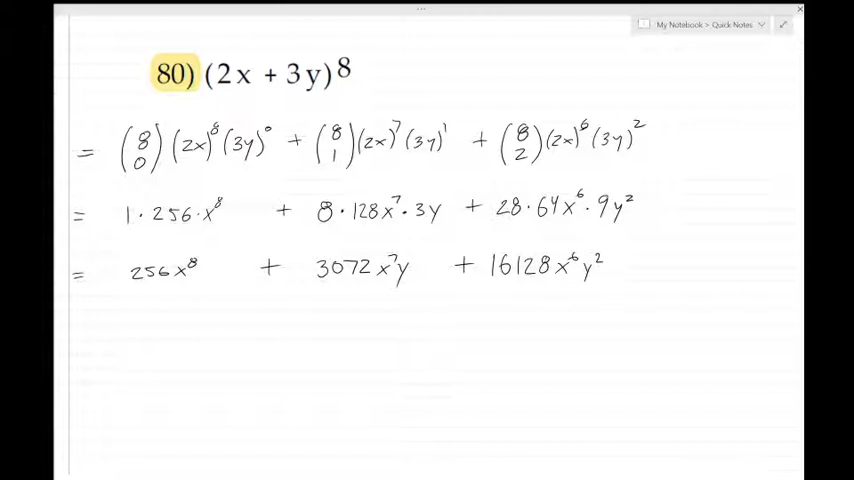 My Notebook > Quick Notes
80) (2x + 3y)^8
= (8 0)(2x)^8(3y)^0 + (8 1)(2x)^7(3y)^1 + (8 2)(2x)^6(3y)^2
= 1·256·x^8 + 8·128x^7·3y + 28·64x^6·9y^2
= 256x^8 + 3072x^7y + 16128x^6y^2